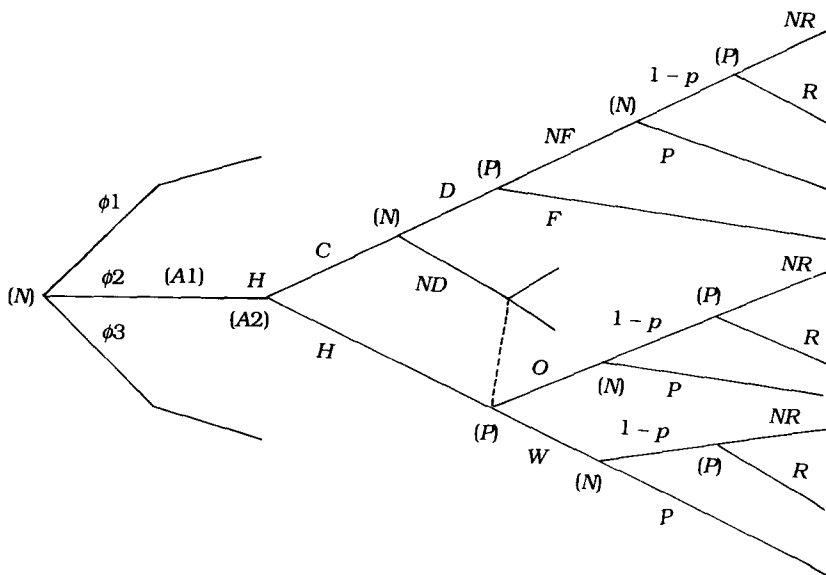 NR
(P)
1 – p
R
(N)
NF
P
(P)
D
F
ϕ1
(N)
C
NR
ND
(P)
ϕ2 (A1) H
(N)
(A2)
1 – p
R
ϕ3
H
O
(N)
P
NR
1 – p
(P)
W
(P)
R
(N)
P